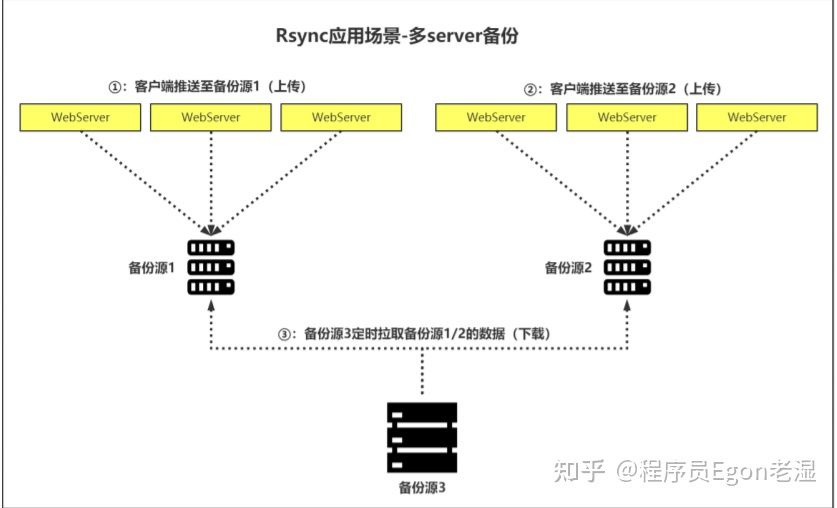 Rsync应用场景-多server备份
①：客户端推送至备份源1（上传）
②：客户端推送至备份源2（上传）
WebServer
WebServer
WebServer
WebServer
WebServer
WebServer
备份源1
备份源2
③：备份源3定时拉取备份源1/2的数据（下载）
备份源3
知乎 @程序员Egon老湿